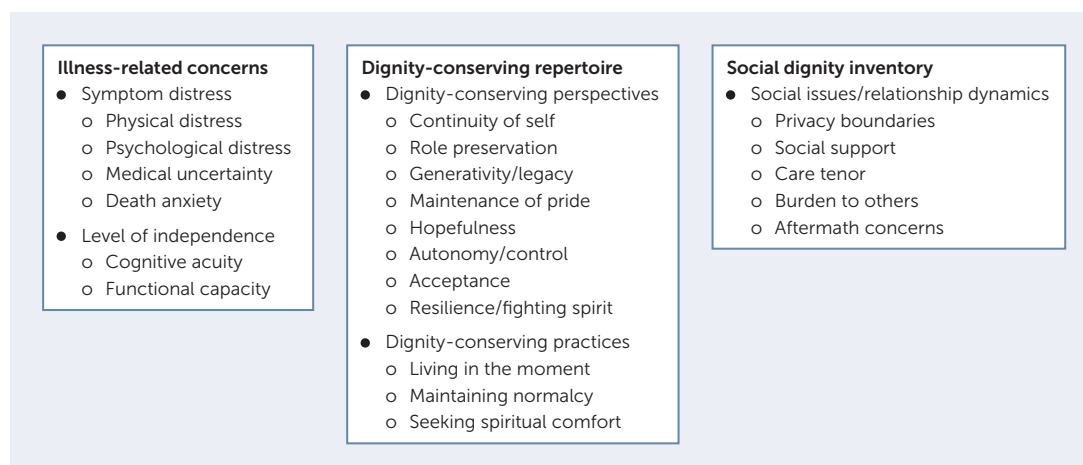 Illness-related concerns
● Symptom distress
o Physical distress
o Psychological distress
o Medical uncertainty
o Death anxiety
● Level of independence
o Cognitive acuity
o Functional capacity
Dignity-conserving repertoire
● Dignity-conserving perspectives
o Continuity of self
o Role preservation
o Generativity/legacy
o Maintenance of pride
o Hopefulness
o Autonomy/control
o Acceptance
o Resilience/fighting spirit
● Dignity-conserving practices
o Living in the moment
o Maintaining normalcy
o Seeking spiritual comfort
Social dignity inventory
● Social issues/relationship dynamics
o Privacy boundaries
o Social support
o Care tenor
o Burden to others
o Aftermath concerns